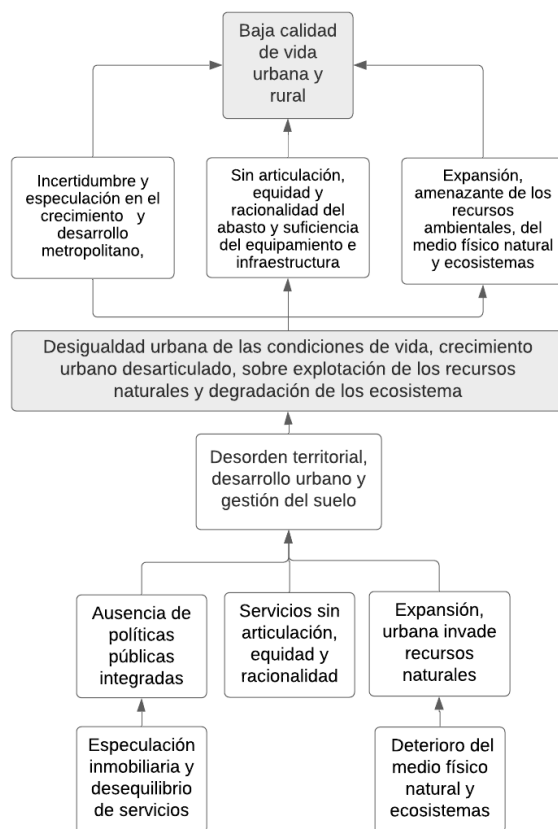 Baja calidad
de vida
urbana y
rural
Incertidumbre y
especulación en el
crecimiento y
desarrollo
metropolitano,
Sin articulación,
equidad y
racionalidad del
abasto y suficiencia
del equipamiento e
infraestructura
Expansión,
amenazante de los
recursos
ambientales, del
medio físico natural
y ecosistemas
Desigualdad urbana de las condiciones de vida, crecimiento
urbano desarticulado, sobre explotación de los recursos
naturales y degradación de los ecosistema
Desorden territorial,
desarrollo urbano y
gestión del suelo
Ausencia de
políticas
públicas
integradas
Servicios sin
articulación,
equidad y
racionalidad
Expansión,
urbana invade
recursos
naturales
Especulación
inmobiliaria y
desequilibrio
de servicios
Deterioro del
medio físico
natural y
ecosistemas